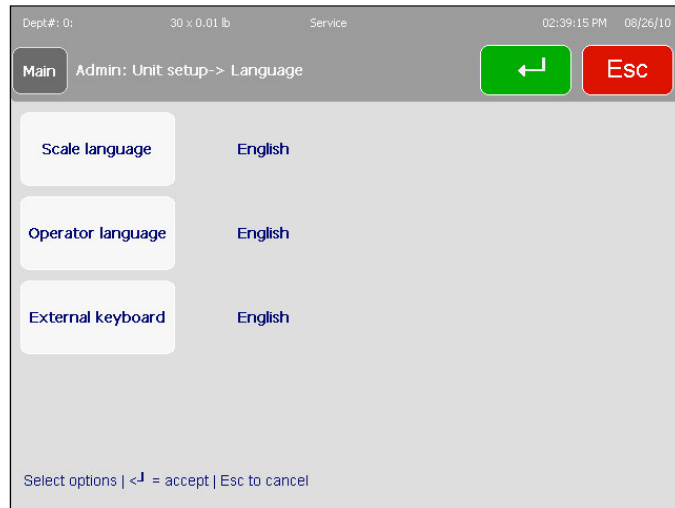 Dept#: 0: 30 x 0.01 lb Service 02:39:15 PM 08/26/10
Main Admin: Unit setup-> Language Esc
Scale language English
Operator language English
External keyboard English
Select options | <┘ = accept | Esc to cancel